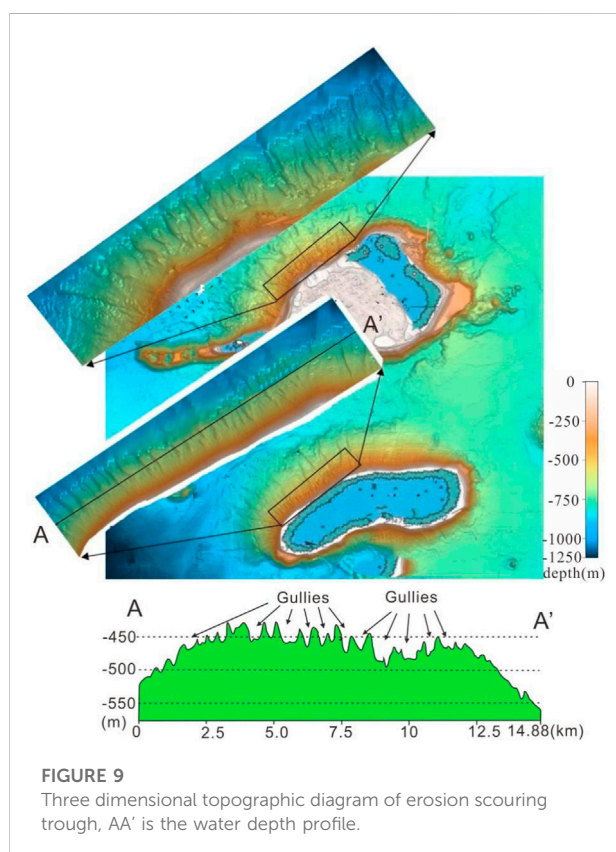 A'
A
0
-250
-500
-750
-1000
-1250
depth(m)
A Gullies Gullies A'
-450
-500
-550
(m)
0 2.5 5.0 7.5 10 12.5 14.88(km)
FIGURE 9
Three dimensional topographic diagram of erosion scouring
trough, AA' is the water depth profile.